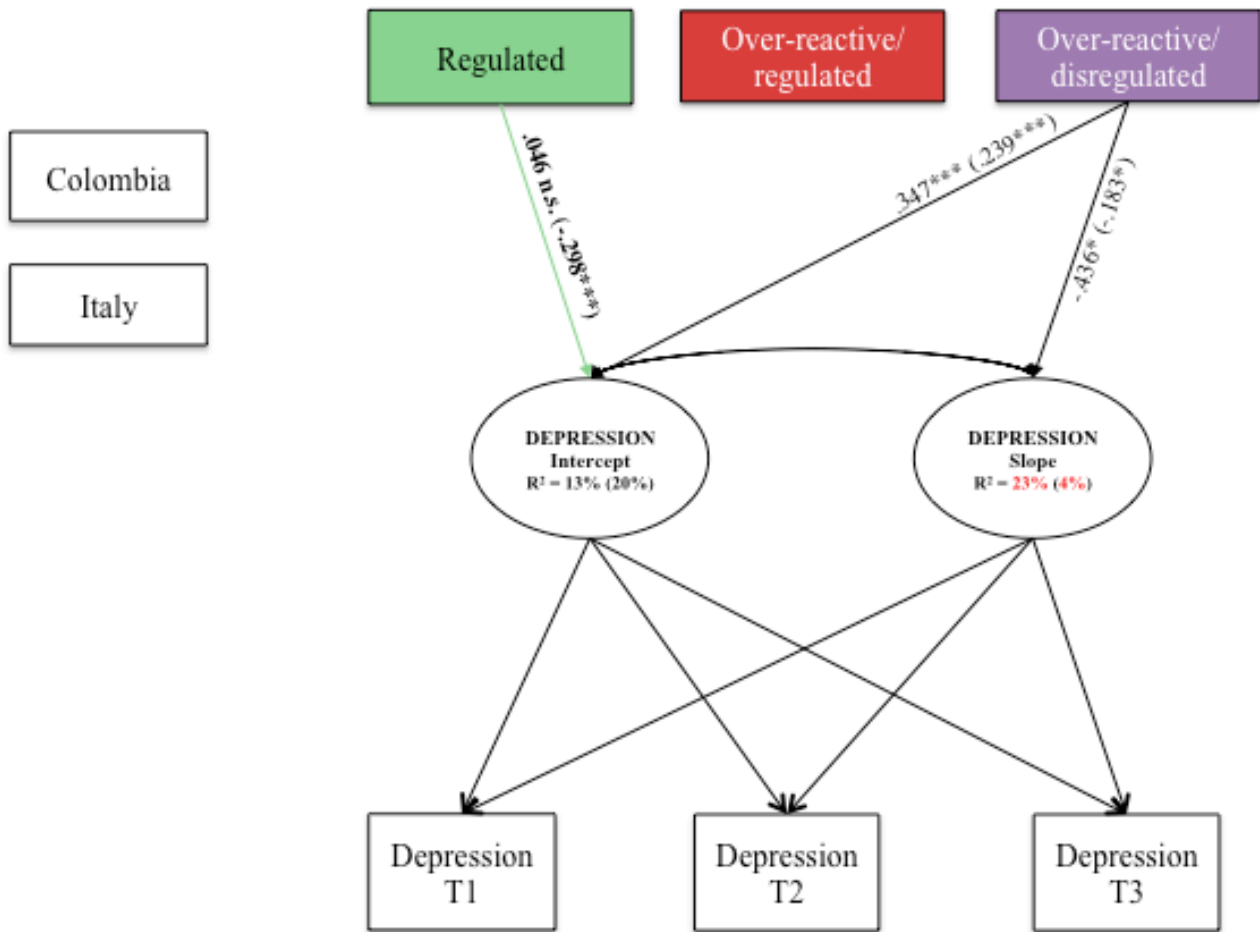 Regulated
Over-reactive/
regulated
Over-reactive/
disregulated
Colombia
Italy
.046 n.s. (-.298***)
.347*** (.239***)
-.436* (-.183*)
DEPRESSION
Intercept
R² = 13% (20%)
DEPRESSION
Slope
R² = 23% (4%)
Depression
T1
Depression
T2
Depression
T3